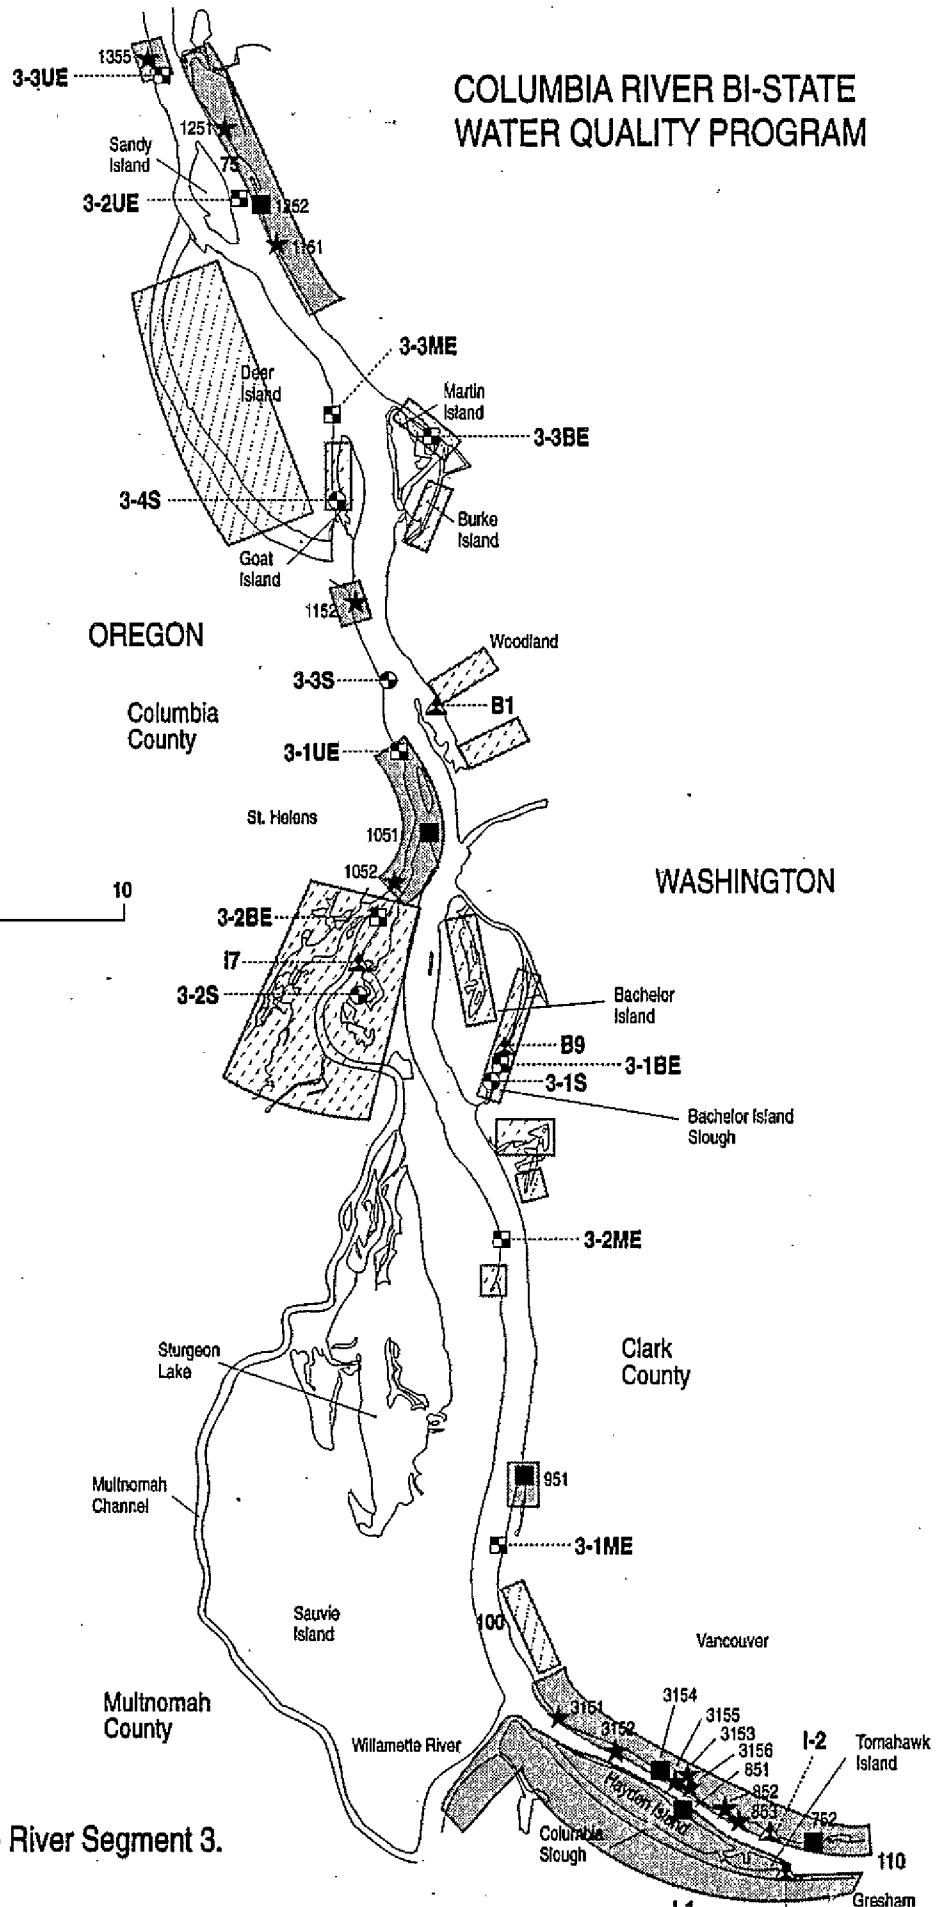 COLUMBIA RIVER BI-STATE
WATER QUALITY PROGRAM
1355
3-3UE
1251
Sandy
Island
75
3-2UE
1252
1151
3-3ME
Deer
Island
Martin
Island
3-3BE
3-4S
Burke
Island
Goat
Island
1152
OREGON
Woodland
3-3S
B1
Columbia
County
3-1UE
St. Helens
1051
1052
WASHINGTON
10
3-2BE
I7
3-2S
Bachelor
Island
B9
3-1BE
3-1S
Bachelor Island
Slough
3-2ME
Sturgeon
Lake
Clark
County
Multnomah
Channel
951
3-1ME
Sauvie
Island
100
Vancouver
Multnomah
County
3151
3154
3155
3152
3153
3156
851
I-2
Tomahawk
Island
Willamette River
Hayden Island
852
853
752
River Segment 3.
Columbia
Slough
110
Gresham
I-1